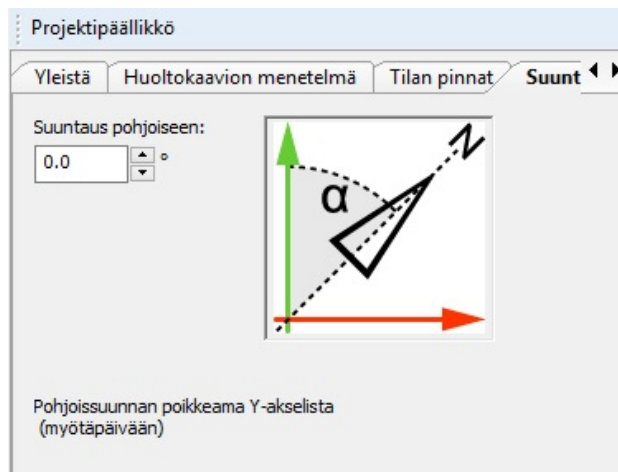 Projektipäällikkö
Yleistä Huoltokaavion menetelmä Tilan pinnat Suunt
Suuntaus pohjoiseen:
0.0 °
N
α
Pohjoissuunnan poikkeama Y-akselista
(myötäpäivään)